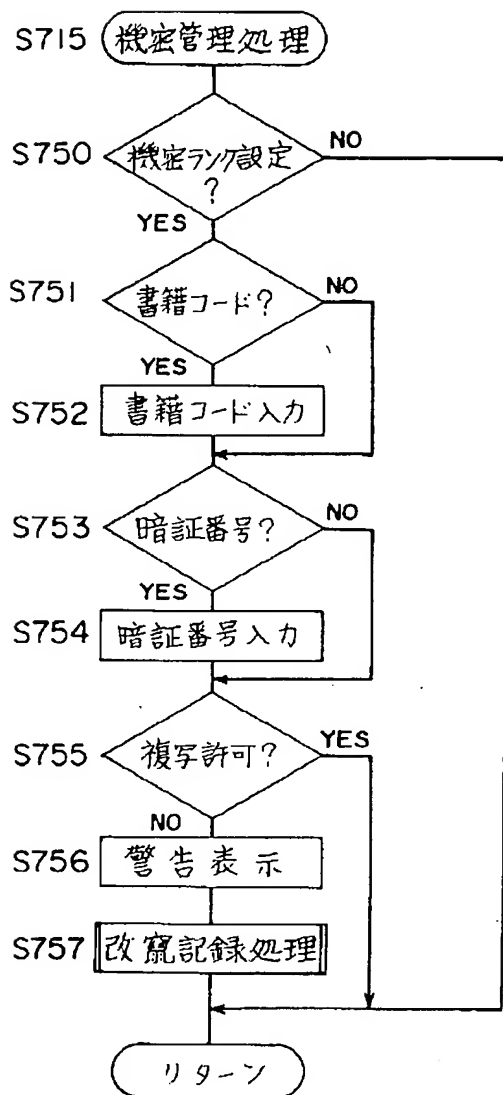 S715 機密管理処理
S750 機密ランク設定 NO
?
YES
S751 書籍コード? NO
YES
S752 書籍コード入力
S753 暗証番号? NO
YES
S754 暗証番号入力
S755 複写許可? YES
NO
S756 警告表示
S757 改竄記録処理
リターン